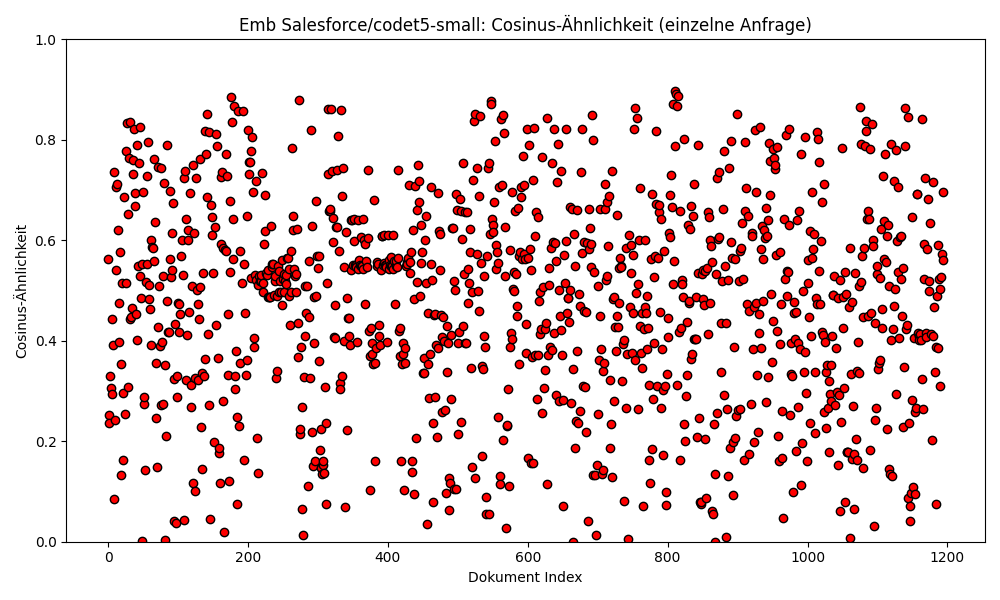 Emb Salesforce/codet5-small: Cosinus-Ähnlichkeit (einzelne Anfrage)
1.0
0.8
0.6
0.4
0.2
0.0
Cosinus-Ähnlichkeit
0 200 400 600 800 1000 1200
Dokument Index